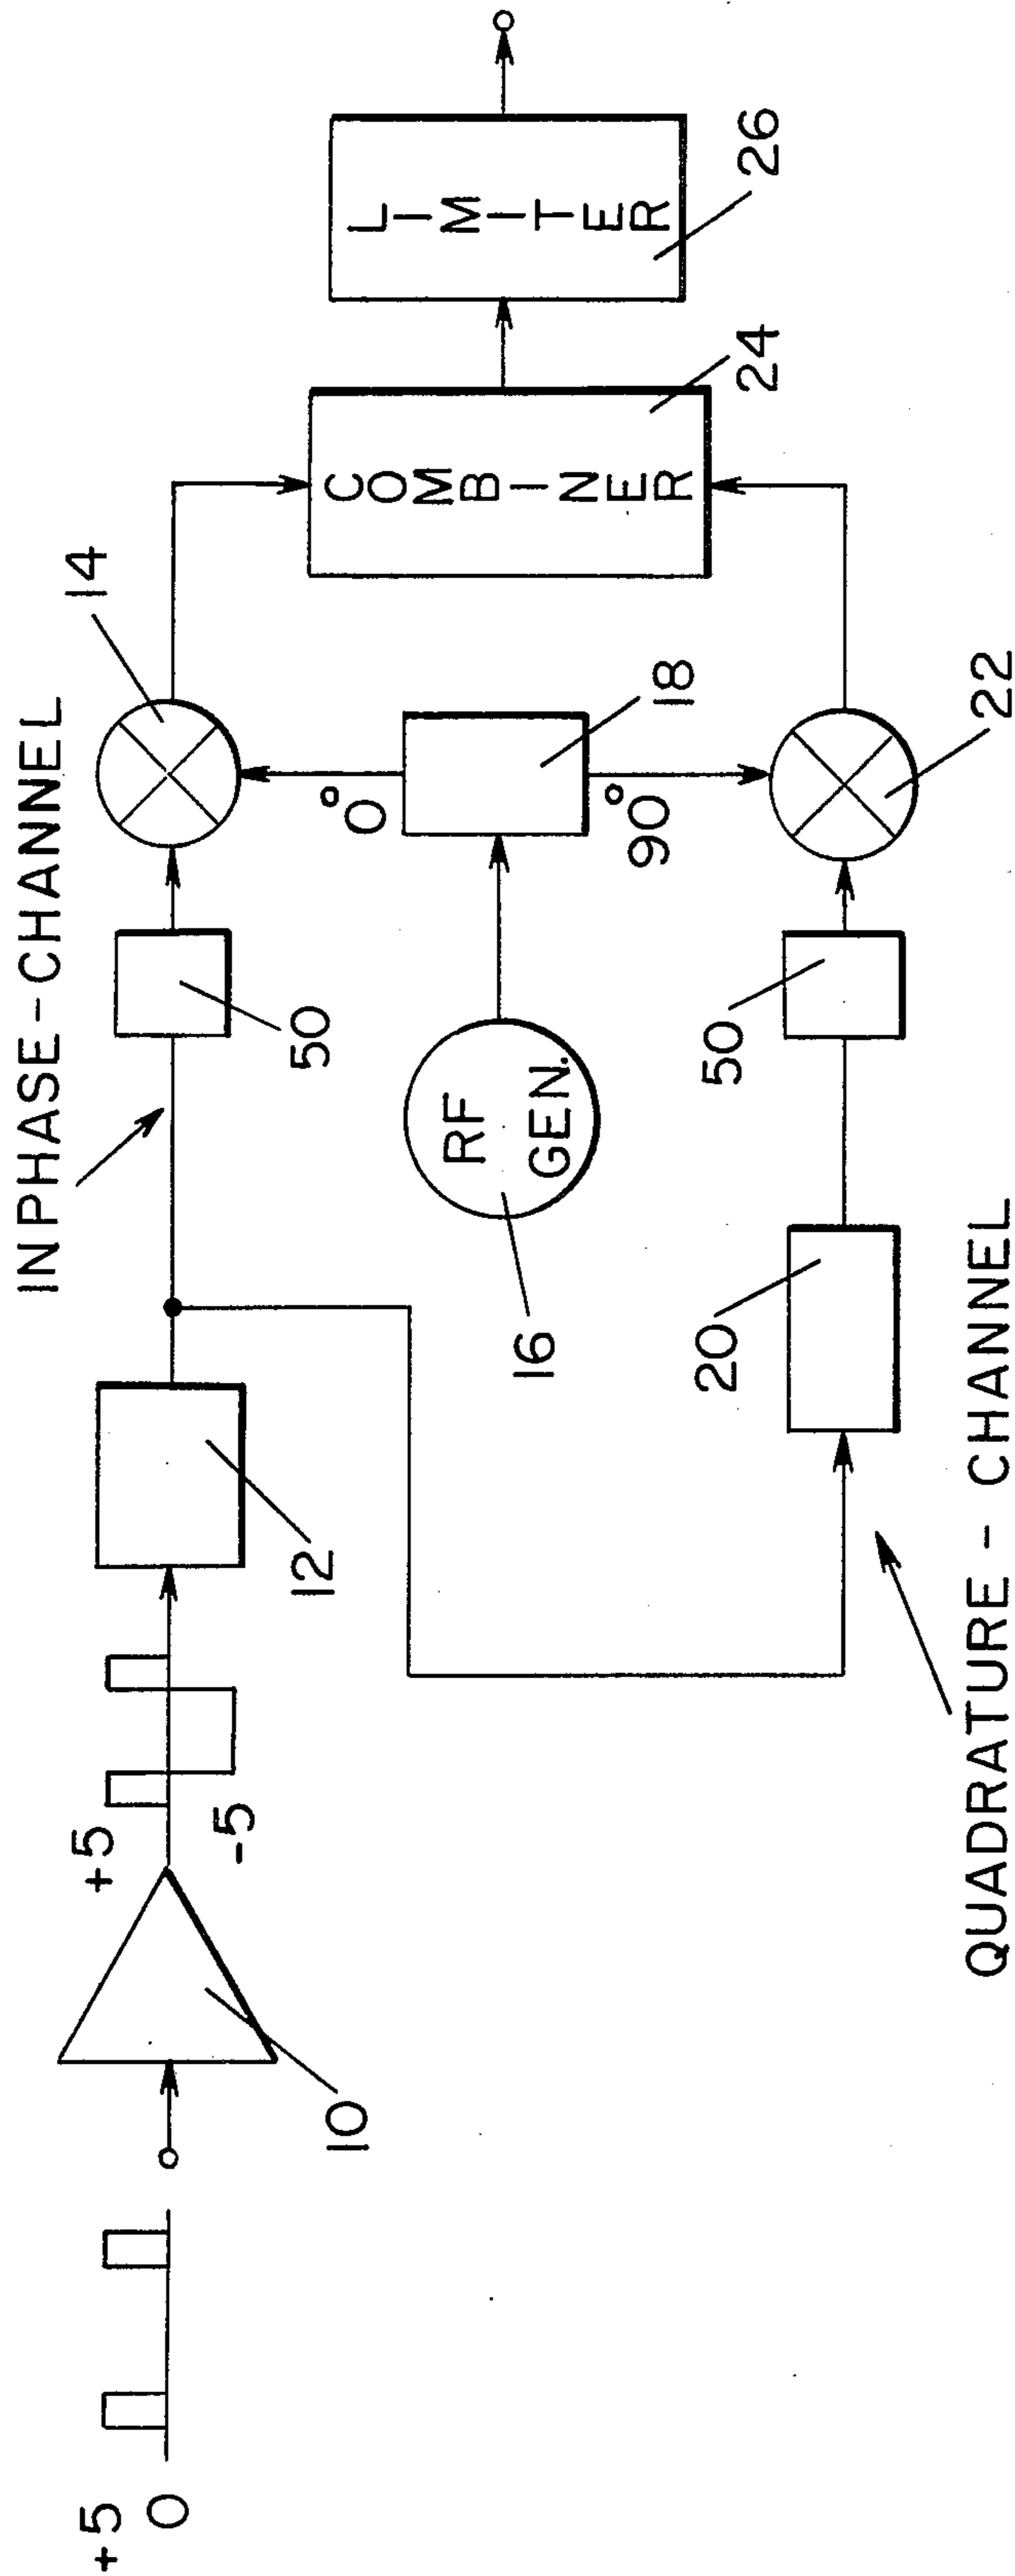 +5
0
10
+5
-5
12
INPHASE-CHANNEL
50
14
16
RF
GEN.
18
0°
90°
20
50
22
QUADRATURE - CHANNEL
COMBINER
24
LIMITER
26